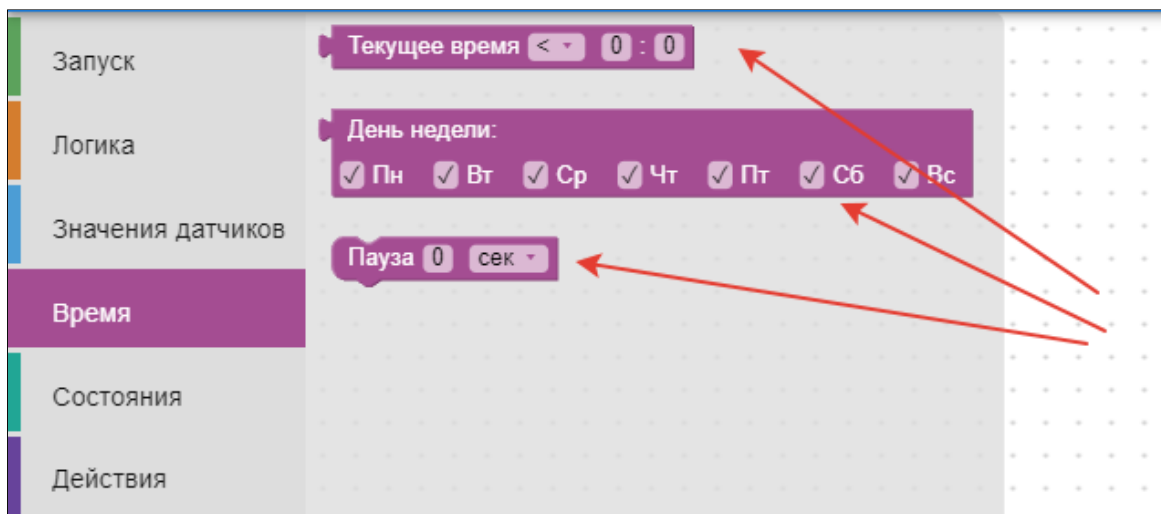 Запуск
Логика
Значения датчиков
Время
Состояния
Действия
Текущее время < 0 : 0
День недели:
Пн Вт Ср Чт Пт Сб Вс
Пауза 0 сек